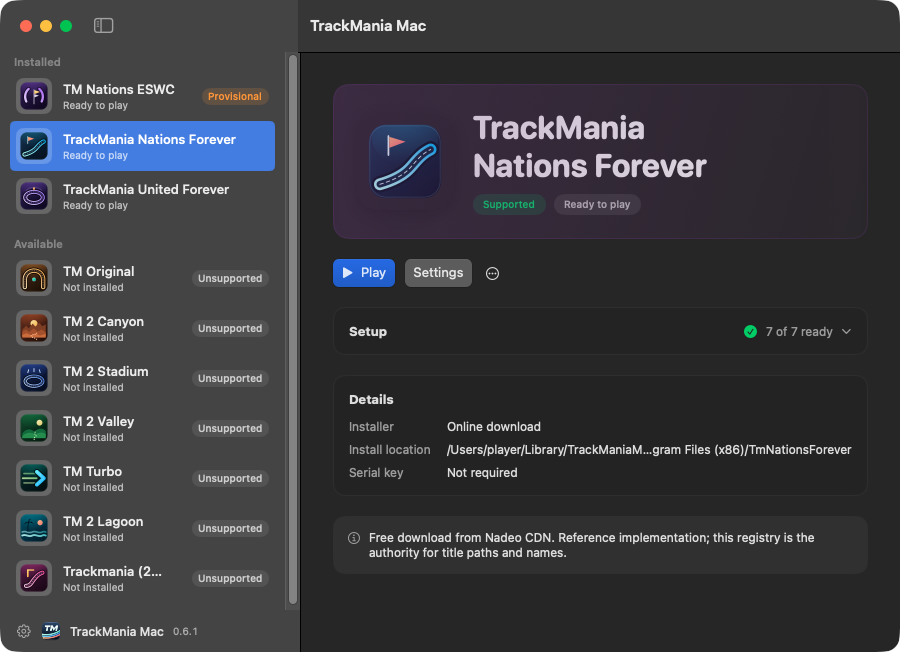 TrackMania Mac
Installed
TM Nations ESWC
Ready to play
Provisional
TrackMania Nations Forever
Ready to play
TrackMania United Forever
Ready to play
Available
TM Original
Not installed
Unsupported
TM 2 Canyon
Not installed
Unsupported
TM 2 Stadium
Not installed
Unsupported
TM 2 Valley
Not installed
Unsupported
TM Turbo
Not installed
Unsupported
TM 2 Lagoon
Not installed
Unsupported
Trackmania (2...
Not installed
Unsupported
TM TrackMania Mac 0.6.1
TrackMania
Nations Forever
Supported Ready to play
Play Settings
Setup 7 of 7 ready
Details
Installer Online download
Install location /Users/player/Library/TrackManiaM...gram Files (x86)/TmNationsForever
Serial key Not required
Free download from Nadeo CDN. Reference implementation; this registry is the
authority for title paths and names.